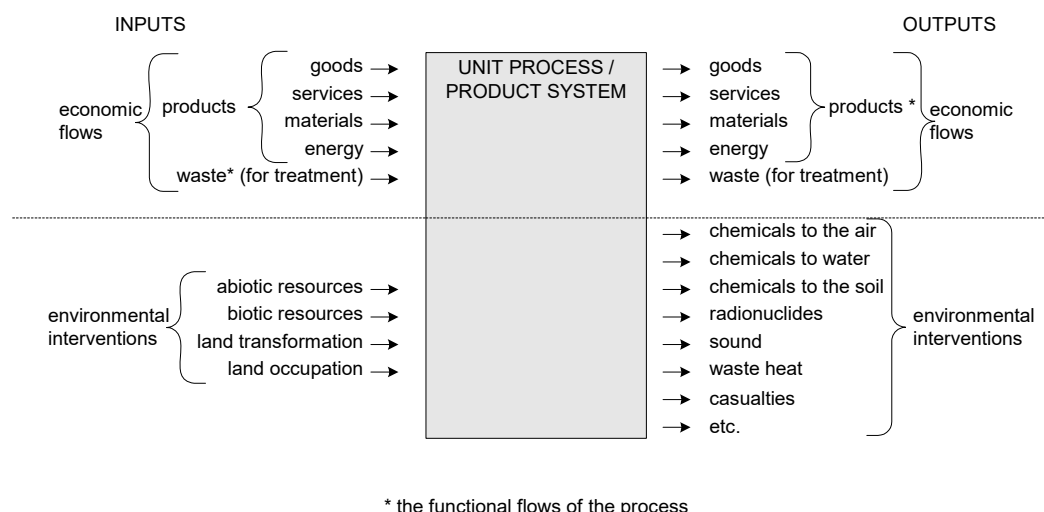 INPUTS
OUTPUTS
UNIT PROCESS /
PRODUCT SYSTEM
economic
flows
products
goods
services
materials
energy
waste* (for treatment)
goods
services
materials
energy
products *
economic
flows
waste (for treatment)
environmental
interventions
abiotic resources
biotic resources
land transformation
land occupation
chemicals to the air
chemicals to water
chemicals to the soil
radionuclides
sound
waste heat
casualties
etc.
environmental
interventions
* the functional flows of the process